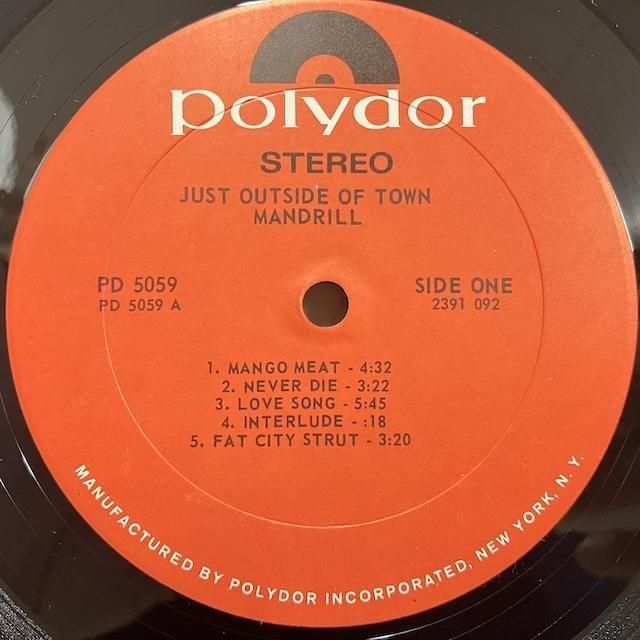 polydor
STEREO
JUST OUTSIDE OF TOWN
MANDRILL
PD 5059
PD 5059 A
SIDE ONE
2391 092
1. MANGO MEAT - 4:32
2. NEVER DIE - 3:22
3. LOVE SONG - 5:45
4. INTERLUDE - :18
5. FAT CITY STRUT - 3:20
MANUFACTURED BY POLYDOR INCORPORATED, NEW YORK, N. Y.